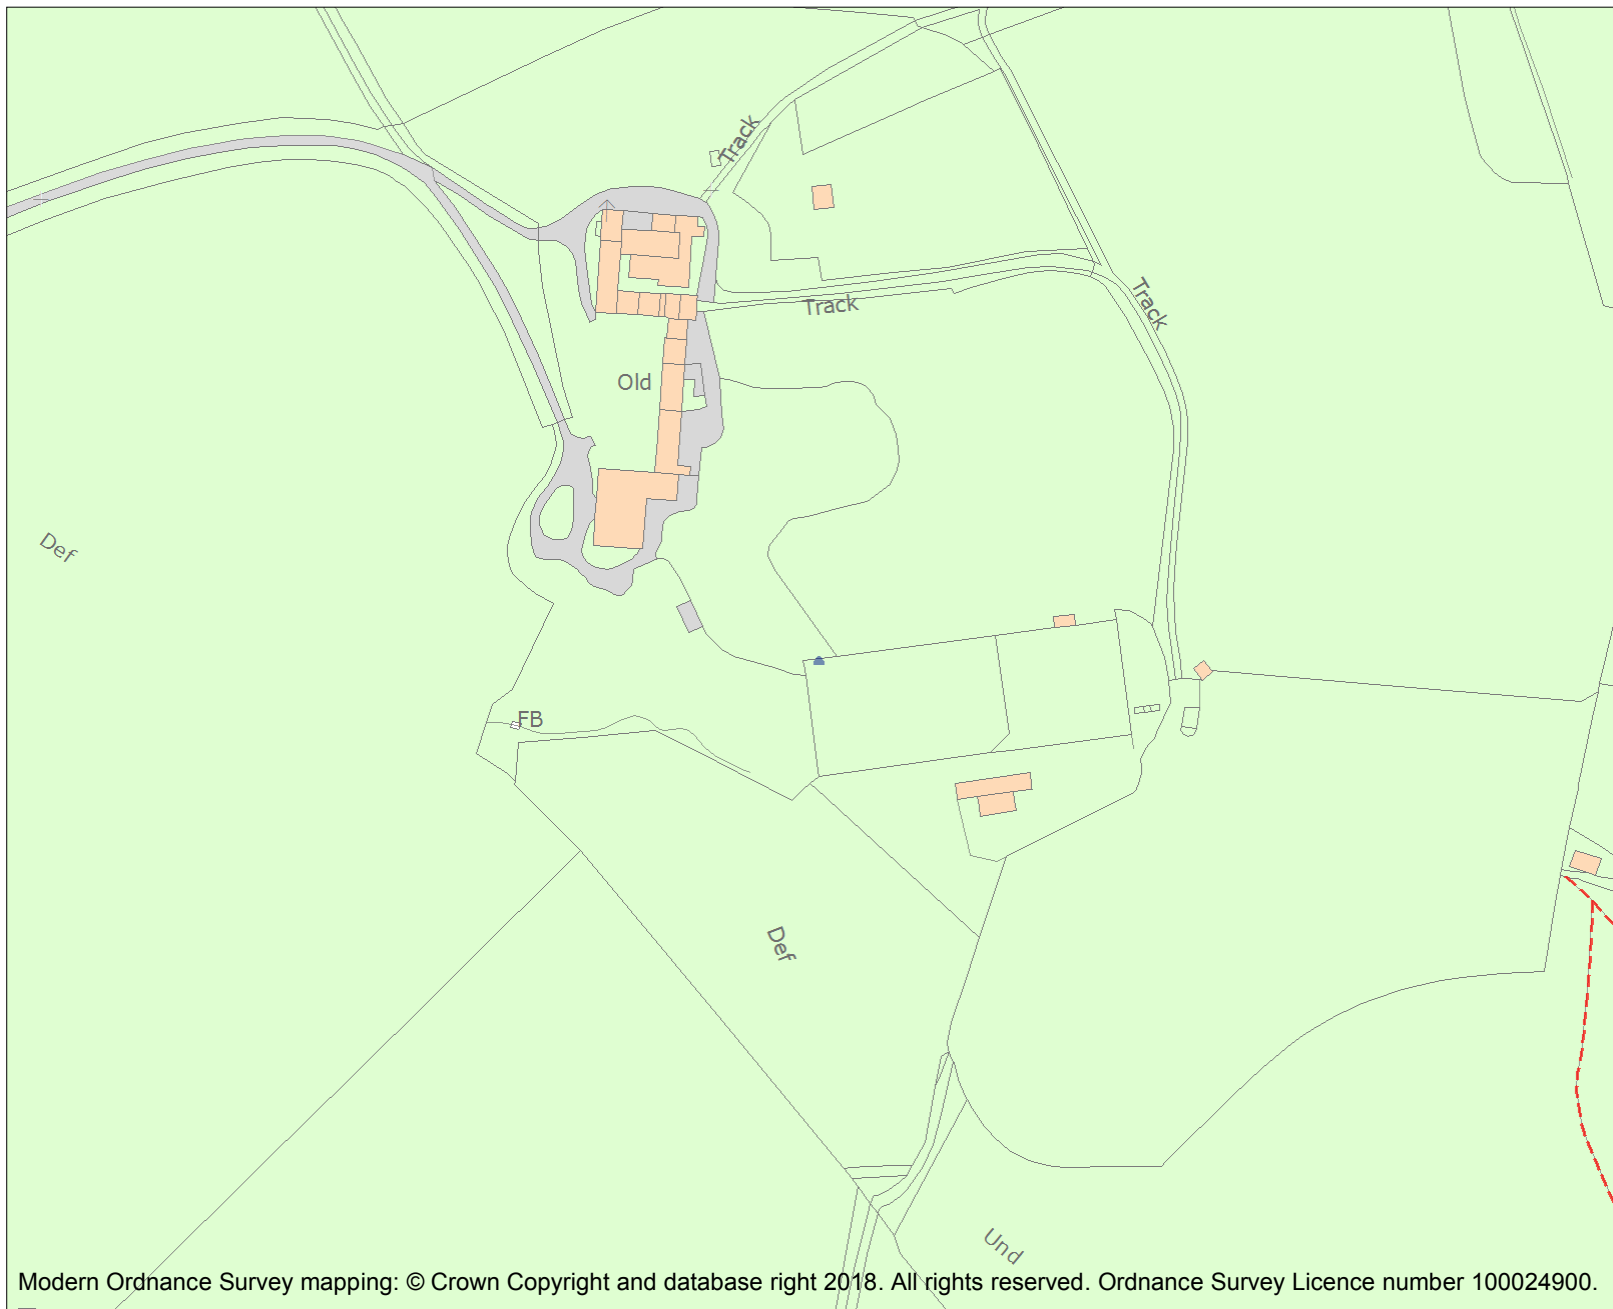 Track
Track
Track
Old
Def
FB
Def
Und
Modern Ordnance Survey mapping: © Crown Copyright and database right 2018. All rights reserved. Ordnance Survey Licence number 100024900.